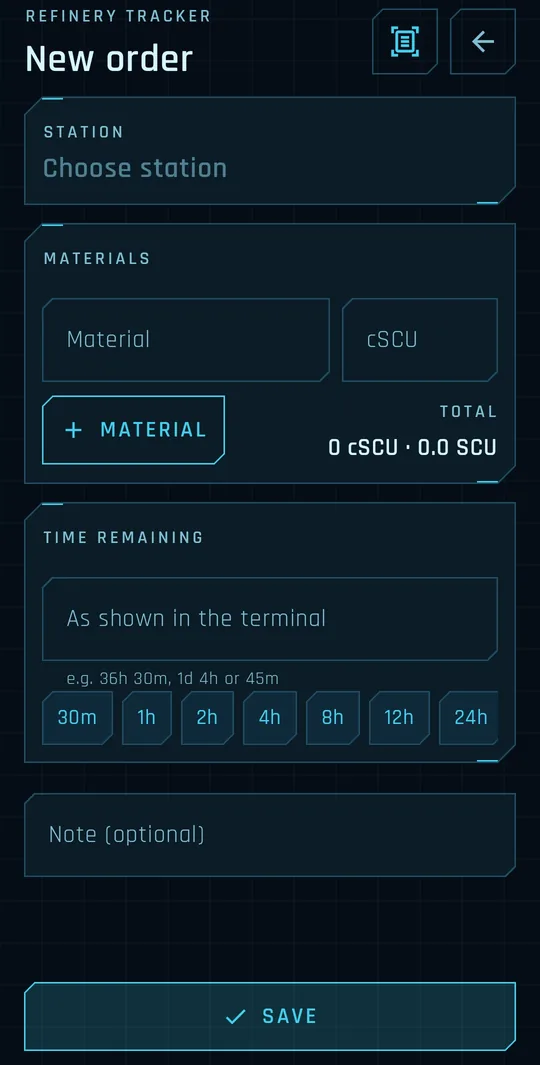 REFINERY TRACKER
New order
STATION
Choose station
MATERIALS
Material
cSCU
+ MATERIAL
TOTAL
0 cSCU · 0.0 SCU
TIME REMAINING
As shown in the terminal
e.g. 36h 30m, 1d 4h or 45m
30m 1h 2h 4h 8h 12h 24h
Note (optional)
SAVE